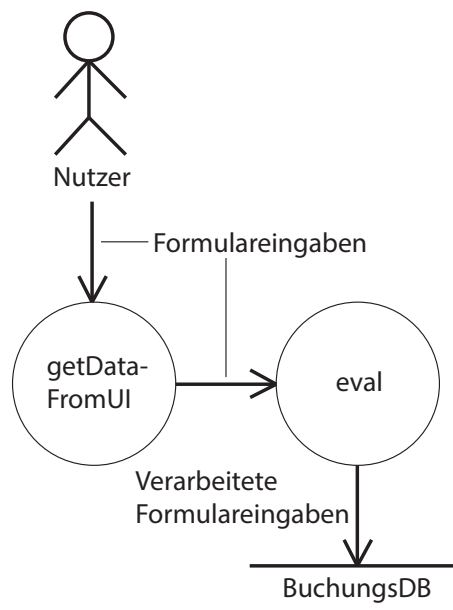 Nutzer
Formulareingaben
getData-
FromUI
eval
Verarbeitete
Formulareingaben
BuchungsDB